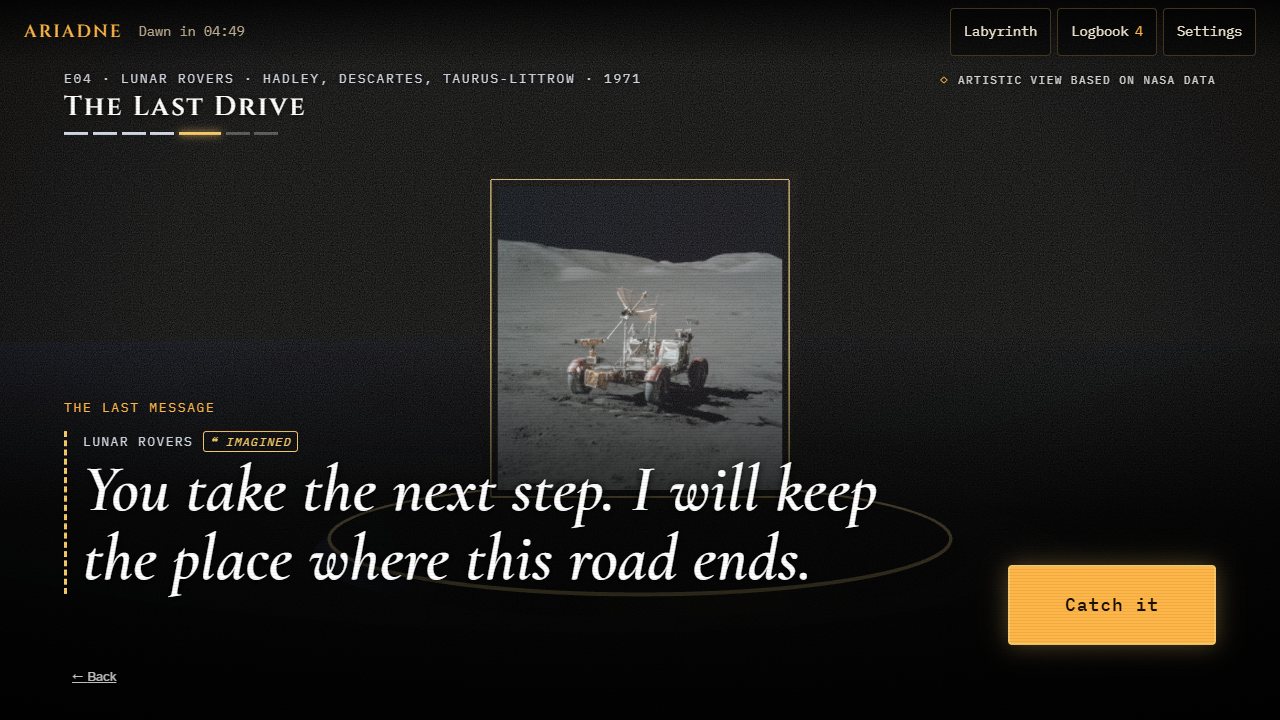 ARIADNE Dawn in 04:49 Labyrinth Logbook 4 Settings
E04 · LUNAR ROVERS · HADLEY, DESCARTES, TAURUS-LITTROW · 1971
◇ ARTISTIC VIEW BASED ON NASA DATA
The Last Drive
THE LAST MESSAGE
LUNAR ROVERS ❝ IMAGINED
You take the next step. I will keep
the place where this road ends.
Catch it
← Back